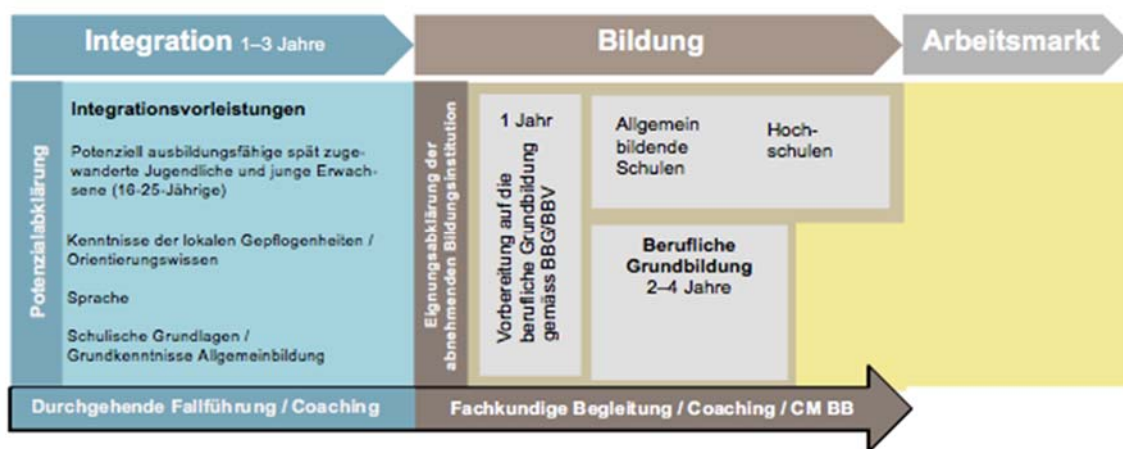 Integration 1–3 Jahre
Bildung
Arbeitsmarkt
Potenzialabklärung
Integrationsvorleistungen
Potenziell ausbildungsfähige spät zuge-
wanderte Jugendliche und junge Erwach-
sene (16-25-Jährige)
Kenntnisse der lokalen Gepflogenheiten /
Orientierungswissen
Sprache
Schulische Grundlagen /
Grundkenntnisse Allgemeinbildung
Eignungsabklärung der
abnehmenden Bildungsinstitution
1 Jahr
Vorbereitung auf die
berufliche Grundbildung
gemäss BBG/BBV
Allgemein
bildende
Schulen
Hoch-
schulen
Berufliche
Grundbildung
2–4 Jahre
Durchgehende Fallführung / Coaching
Fachkundige Begleitung / Coaching / CM BB